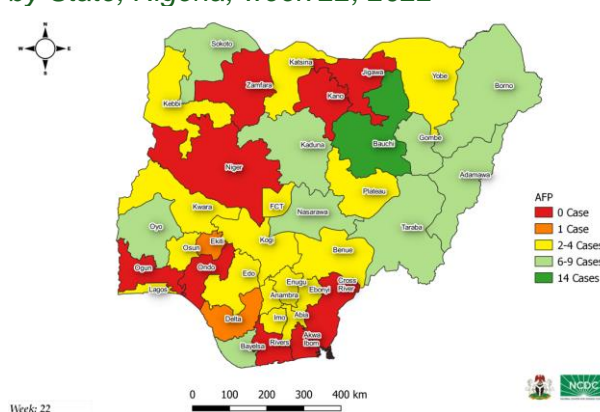 by State, Nigeria, week 22, 2022
N
W
E
S
Sokoto
Katsina
Jigawa
Yobe
Borno
Zamfara
Kano
Kebbi
Bauchi
Gombe
Kaduna
Adamawa
Niger
Plateau
Kwara
FCT
Nasarawa
Taraba
Oyo
Kogi
Benue
Osun
Ekiti
Ogun
Ondo
Edo
Enugu
Cross
River
Lagos
Anambra
Ebonyi
Delta
Imo
Abia
Bayelsa
Rivers
Akwa
Ibom
AFP
0 Case
1 Case
2-4 Cases
6-9 Cases
14 Cases
Week: 22
0 100 200 300 400 km
NCDC